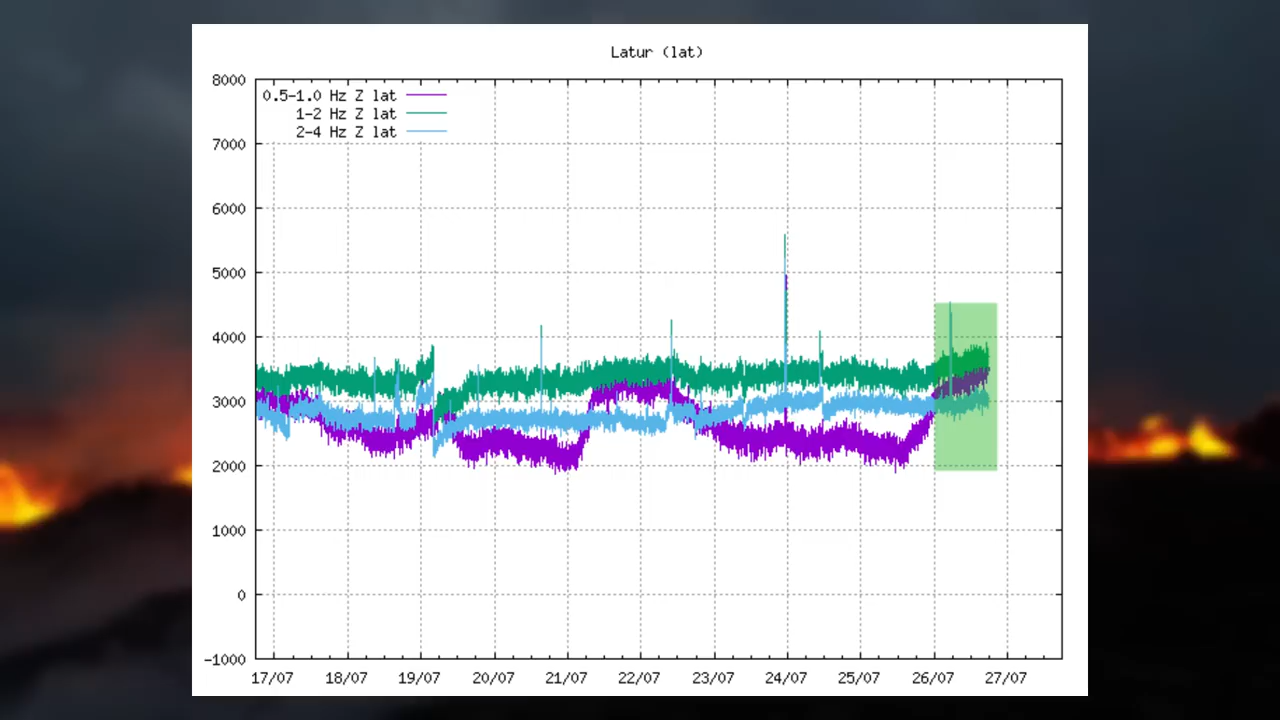 Latur (lat)
8000
0.5-1.0 Hz Z lat
1-2 Hz Z lat
2-4 Hz Z lat
7000
6000
5000
4000
3000
2000
1000
0
-1000
17/07 18/07 19/07 20/07 21/07 22/07 23/07 24/07 25/07 26/07 27/07